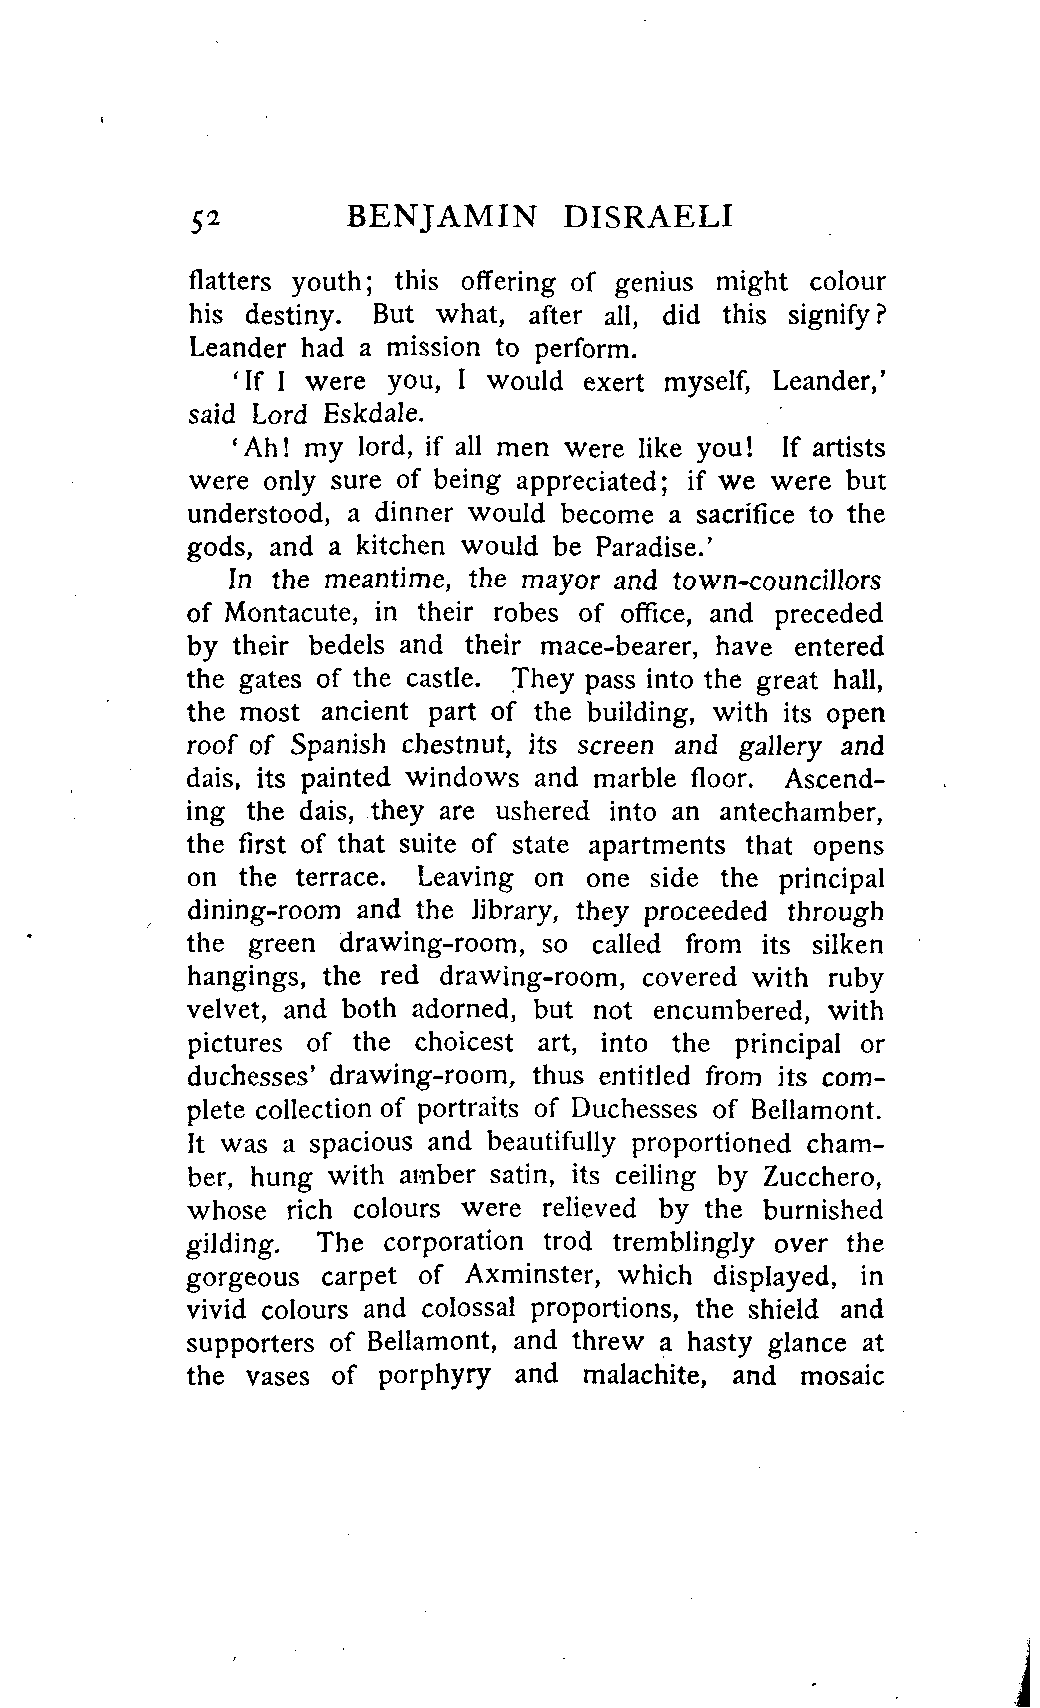 52 BENJAMIN DISRAELI
flatters youth; this offering of genius might colour
his destiny. But what, after all, did this signify?
Leander had a mission to perform.
'If I were you, I would exert myself, Leander,'
said Lord Eskdale.
'Ah! my lord, if all men were like you! If artists
were only sure of being appreciated; if we were but
understood, a dinner would become a sacrifice to the
gods, and a kitchen would be Paradise.'
In the meantime, the mayor and town-councillors
of Montacute, in their robes of office, and preceded
by their bedels and their mace-bearer, have entered
the gates of the castle. They pass into the great hall,
the most ancient part of the building, with its open
roof of Spanish chestnut, its screen and gallery and
dais, its painted windows and marble floor. Ascend-
ing the dais, they are ushered into an antechamber,
the first of that suite of state apartments that opens
on the terrace. Leaving on one side the principal
dining-room and the library, they proceeded through
the green drawing-room, so called from its silken
hangings, the red drawing-room, covered with ruby
velvet, and both adorned, but not encumbered, with
pictures of the choicest art, into the principal or
duchesses' drawing-room, thus entitled from its com-
plete collection of portraits of Duchesses of Bellamont.
It was a spacious and beautifully proportioned cham-
ber, hung with amber satin, its ceiling by Zucchero,
whose rich colours were relieved by the burnished
gilding. The corporation trod tremblingly over the
gorgeous carpet of Axminster, which displayed, in
vivid colours and colossal proportions, the shield and
supporters of Bellamont, and threw a hasty glance at
the vases of porphyry and malachite, and mosaic